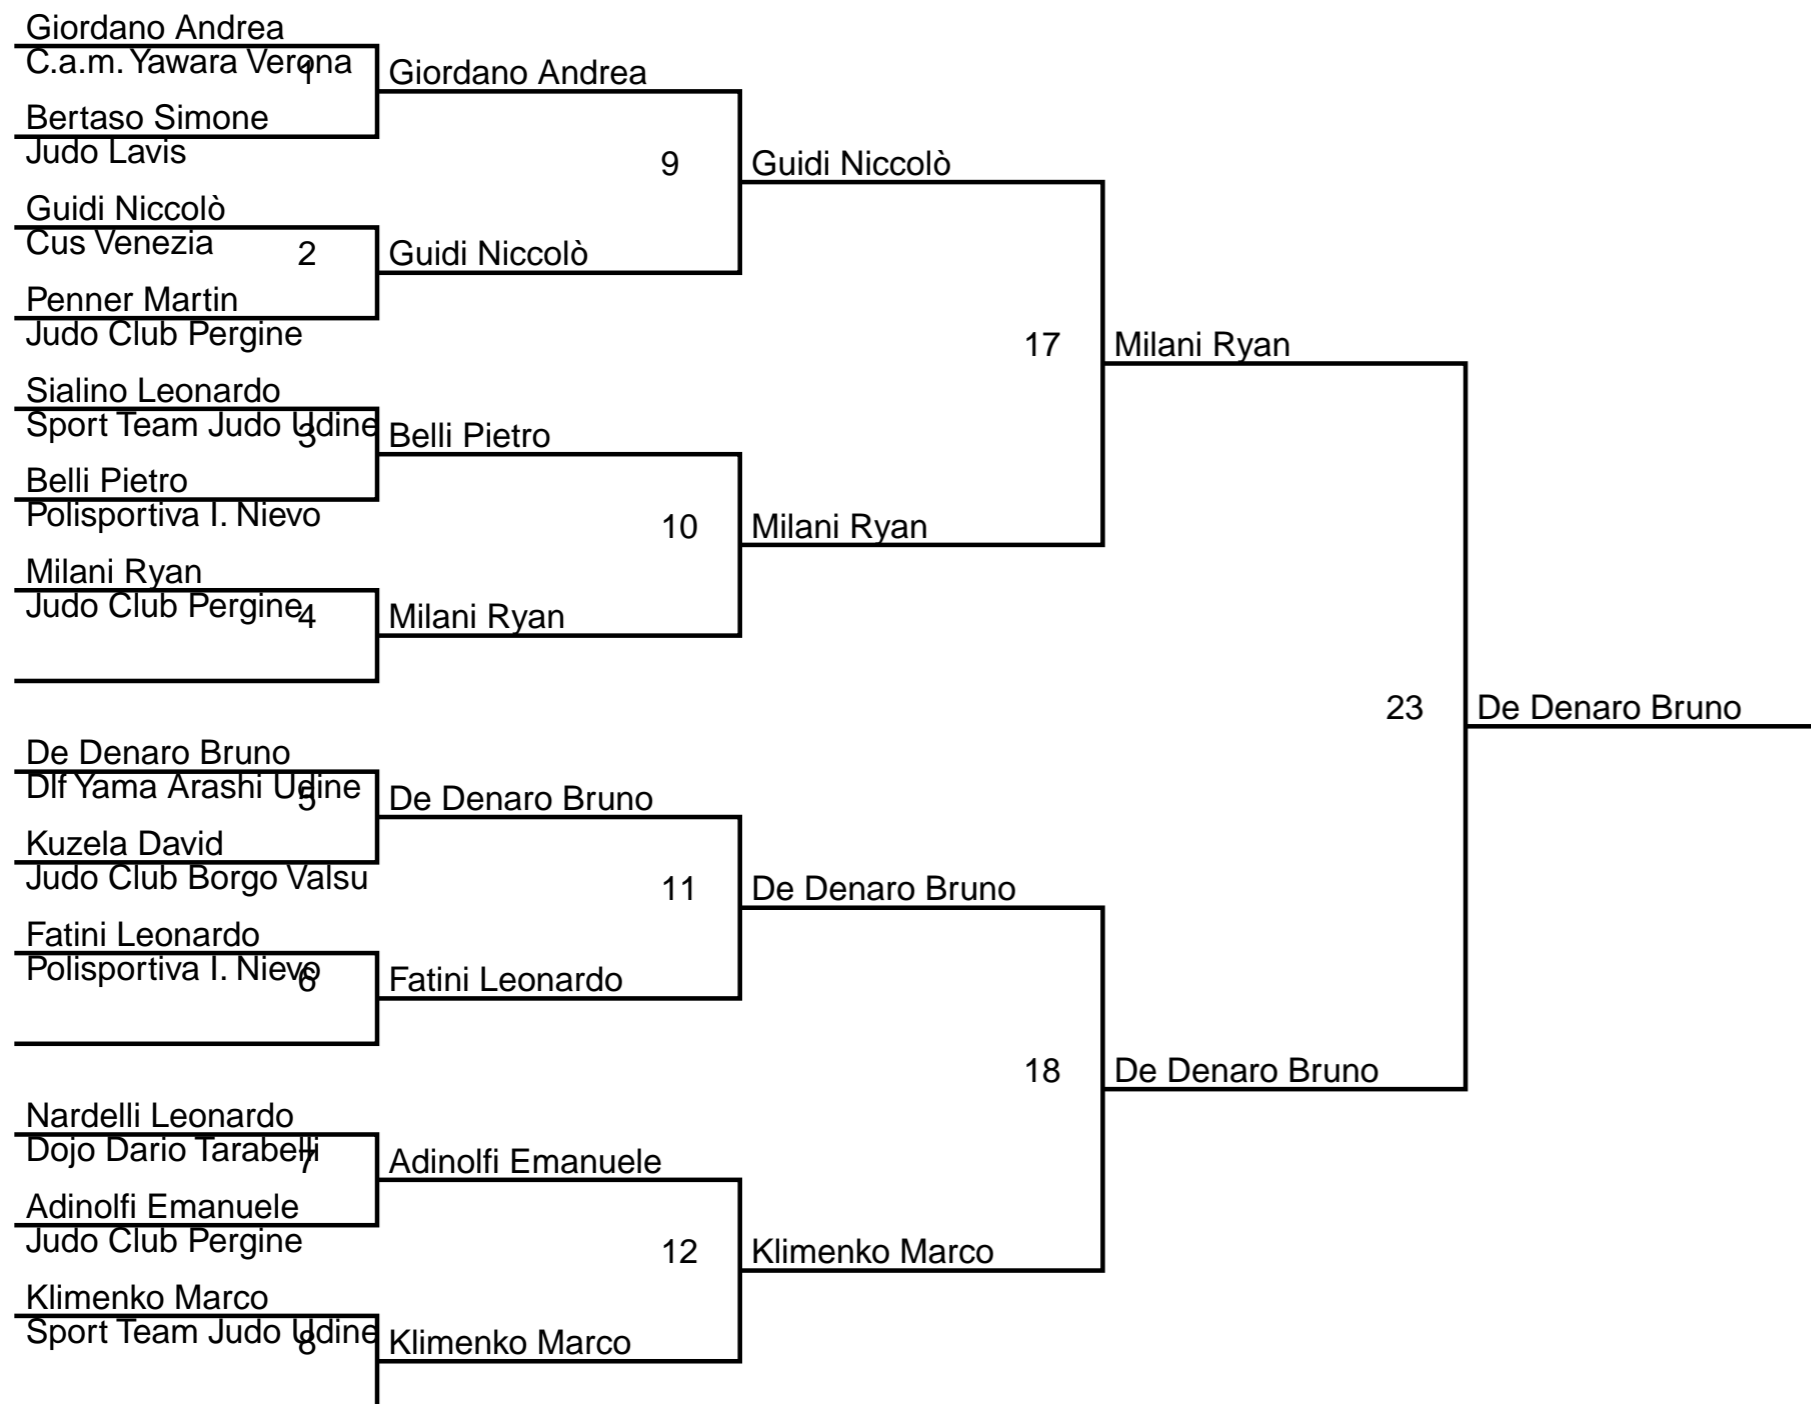 Giordano Andrea
C.a.m. Yawara Verona
1
Giordano Andrea
Bertaso Simone
Judo Lavis
9
Guidi Niccolò
Guidi Niccolò
Cus Venezia
2
Guidi Niccolò
Penner Martin
Judo Club Pergine
17
Milani Ryan
Sialino Leonardo
Sport Team Judo Udine
3
Belli Pietro
Belli Pietro
Polisportiva I. Nievo
10
Milani Ryan
Milani Ryan
Judo Club Pergine
4
Milani Ryan
23
De Denaro Bruno
De Denaro Bruno
Dlf Yama Arashi Udine
5
De Denaro Bruno
Kuzela David
Judo Club Borgo Valsu
11
De Denaro Bruno
Fatini Leonardo
Polisportiva I. Nievo
6
Fatini Leonardo
18
De Denaro Bruno
Nardelli Leonardo
Dojo Dario Tarabelli
7
Adinolfi Emanuele
Adinolfi Emanuele
Judo Club Pergine
12
Klimenko Marco
Klimenko Marco
Sport Team Judo Udine
8
Klimenko Marco